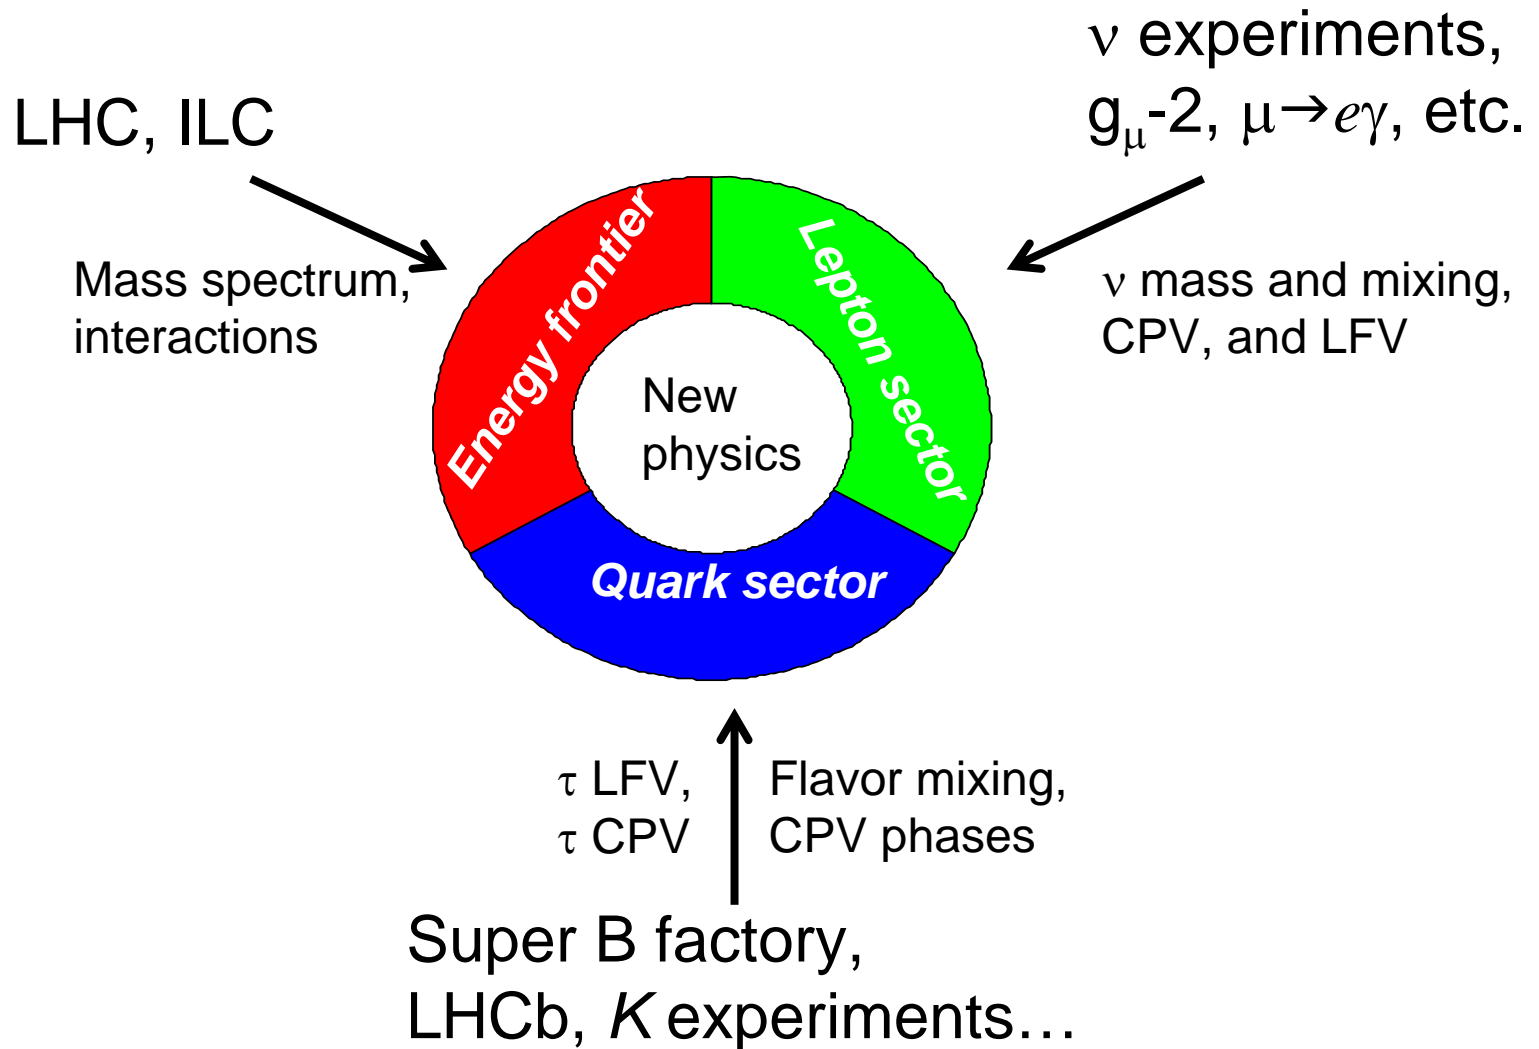 LHC, ILC
ν experiments,
gμ-2, μ→eγ, etc.
Mass spectrum,
interactions
ν mass and mixing,
CPV, and LFV
Energy frontier
Lepton sector
New
physics
Quark sector
τ LFV,
τ CPV
Flavor mixing,
CPV phases
Super B factory,
LHCb, K experiments…